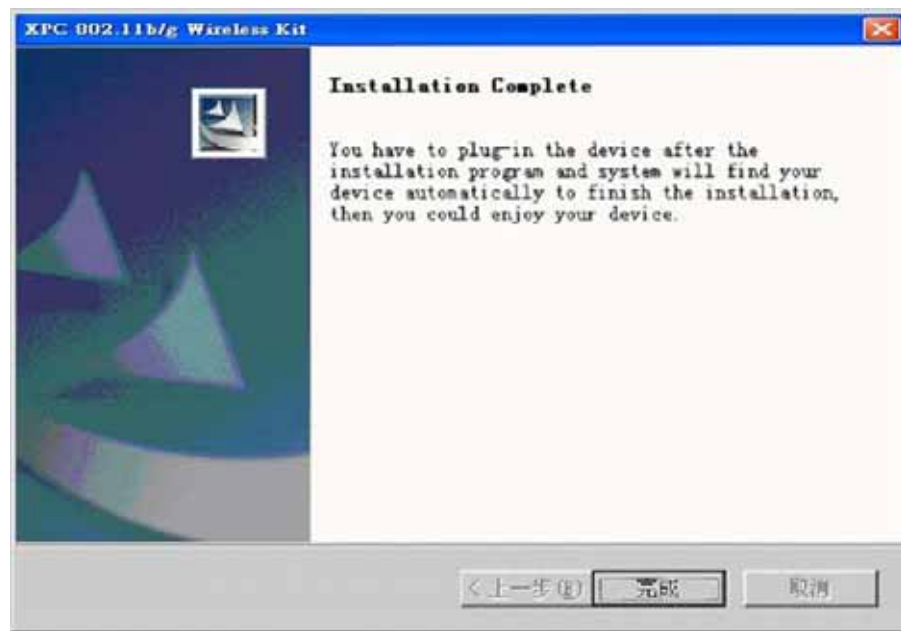 XPC 802.11b/g Wireless Kit
Installation Complete
You have to plug-in the device after the
installation program and system will find your
device automatically to finish the installation,
then you could enjoy your device.
< 上一步(B)
完成
取消